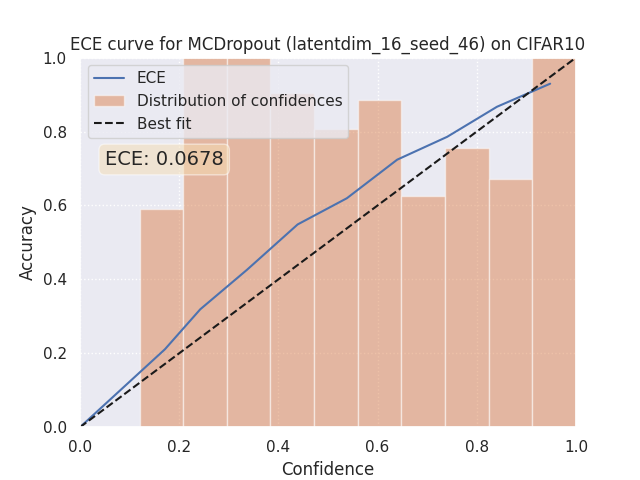 ECE curve for MCDropout (latentdim_16_seed_46) on CIFAR10
1.0
0.8
0.6
0.4
0.2
0.0
Accuracy
ECE
Distribution of confidences
Best fit
ECE: 0.0678
0.0 0.2 0.4 0.6 0.8 1.0
Confidence